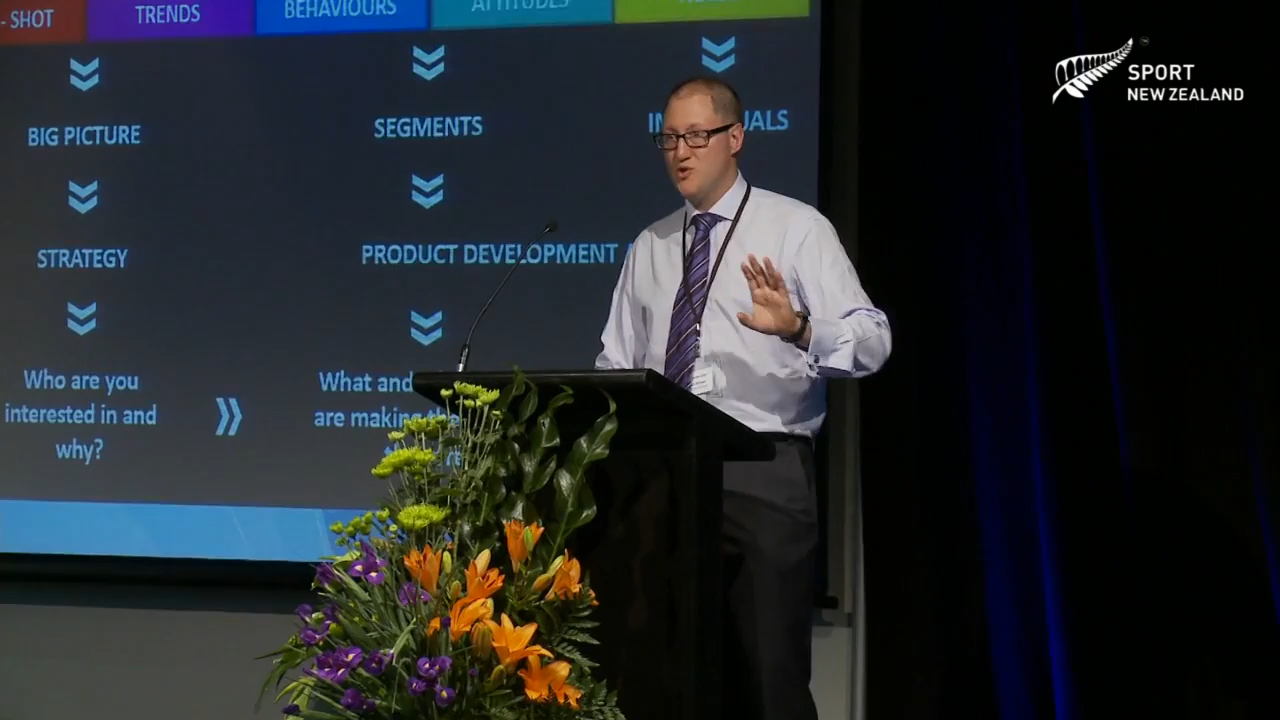 - SHOT
TRENDS
BEHAVIOURS
ATTITUDES
BIG PICTURE
SEGMENTS
STRATEGY
PRODUCT DEVELOPMENT
Who are you
interested in and
why?
What and
are making
SPORT
NEW ZEALAND